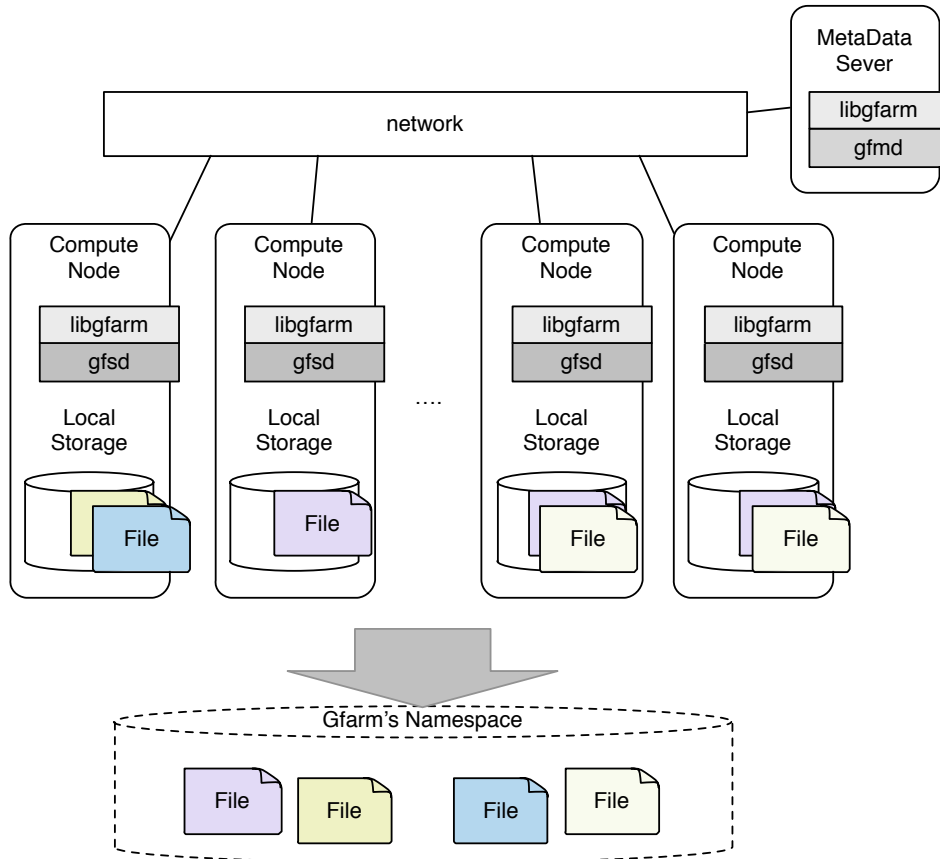 MetaData
Sever
libgfarm
gfmd
network
Compute
Node
libgfarm
gfsd
Local
Storage
File
Compute
Node
libgfarm
gfsd
Local
Storage
File
....
Compute
Node
libgfarm
gfsd
Local
Storage
File
Compute
Node
libgfarm
gfsd
Local
Storage
File
Gfarm's Namespace
File
File
File
File